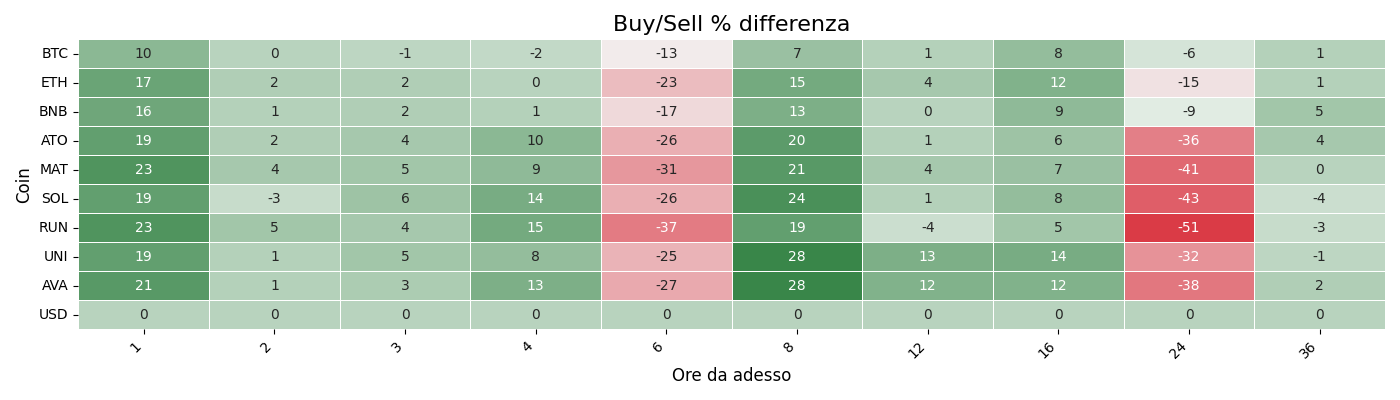 Buy/Sell % differenza
Coin
BTC 10 0 -1 -2 -13 7 1 8 -6 1
ETH 17 2 2 0 -23 15 4 12 -15 1
BNB 16 1 2 1 -17 13 0 9 -9 5
ATO 19 2 4 10 -26 20 1 6 -36 4
MAT 23 4 5 9 -31 21 4 7 -41 0
SOL 19 -3 6 14 -26 24 1 8 -43 -4
RUN 23 5 4 15 -37 19 -4 5 -51 -3
UNI 19 1 5 8 -25 28 13 14 -32 -1
AVA 21 1 3 13 -27 28 12 12 -38 2
USD 0 0 0 0 0 0 0 0 0 0
1 2 3 4 6 8 12 16 24 36
Ore da adesso